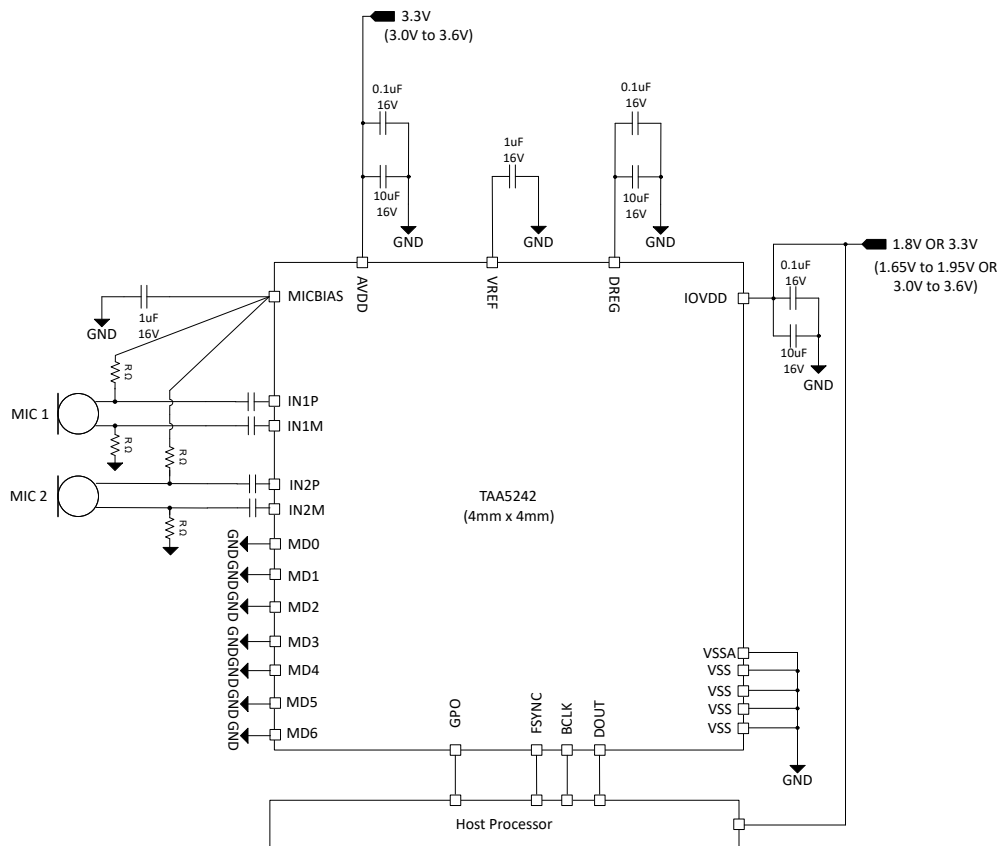 3.3V
(3.0V to 3.6V)
0.1uF
16V
10uF
16V
GND
1uF
16V
GND
0.1uF
16V
10uF
16V
GND
1.8V OR 3.3V
(1.65V to 1.95V OR
3.0V to 3.6V)
0.1uF
16V
10uF
16V
GND
AVDD
VREF
DREG
IOVDD
MICBIAS
1uF
16V
GND
R Ω
MIC 1
IN1P
IN1M
R Ω
R Ω
MIC 2
IN2P
IN2M
R Ω
TAA5242
(4mm x 4mm)
GND
MD0
GND
MD1
GND
MD2
GND
MD3
GND
MD4
GND
MD5
GND
MD6
VSSA
VSS
VSS
VSS
VSS
GND
GPO
FSYNC
BCLK
DOUT
Host Processor